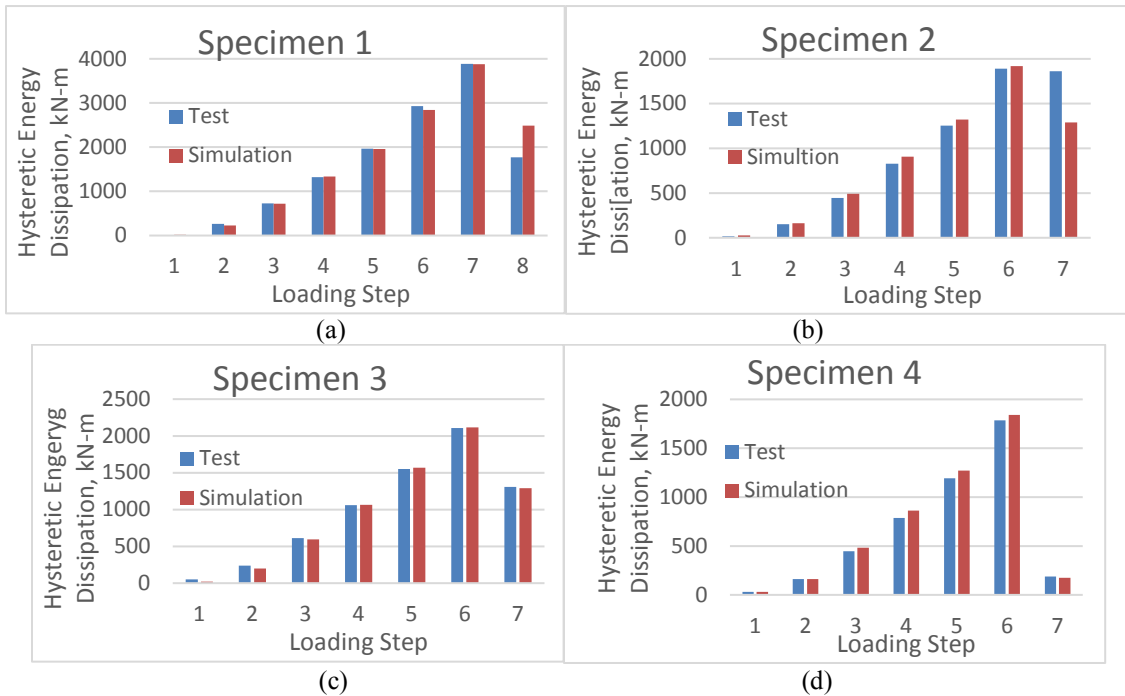 Specimen 1
Hysteretic Energy
Dissipation, kN-m
4000
3000
2000
1000
0
Test
Simulation
1 2 3 4 5 6 7 8
Loading Step
(a)
Specimen 2
Hysteretic Energy
Dissi[ation, kN-m
2000
1500
1000
500
0
Test
Simultion
1 2 3 4 5 6 7
Loading Step
(b)
Specimen 3
Hysteretic Engeryg
Dissipation, kN-m
2500
2000
1500
1000
500
0
Test
Simulation
1 2 3 4 5 6 7
Loading Step
(c)
Specimen 4
Hysteretic Energy
Dissipation, kN-m
2000
1500
1000
500
0
Test
Simulation
1 2 3 4 5 6 7
Loading Step
(d)